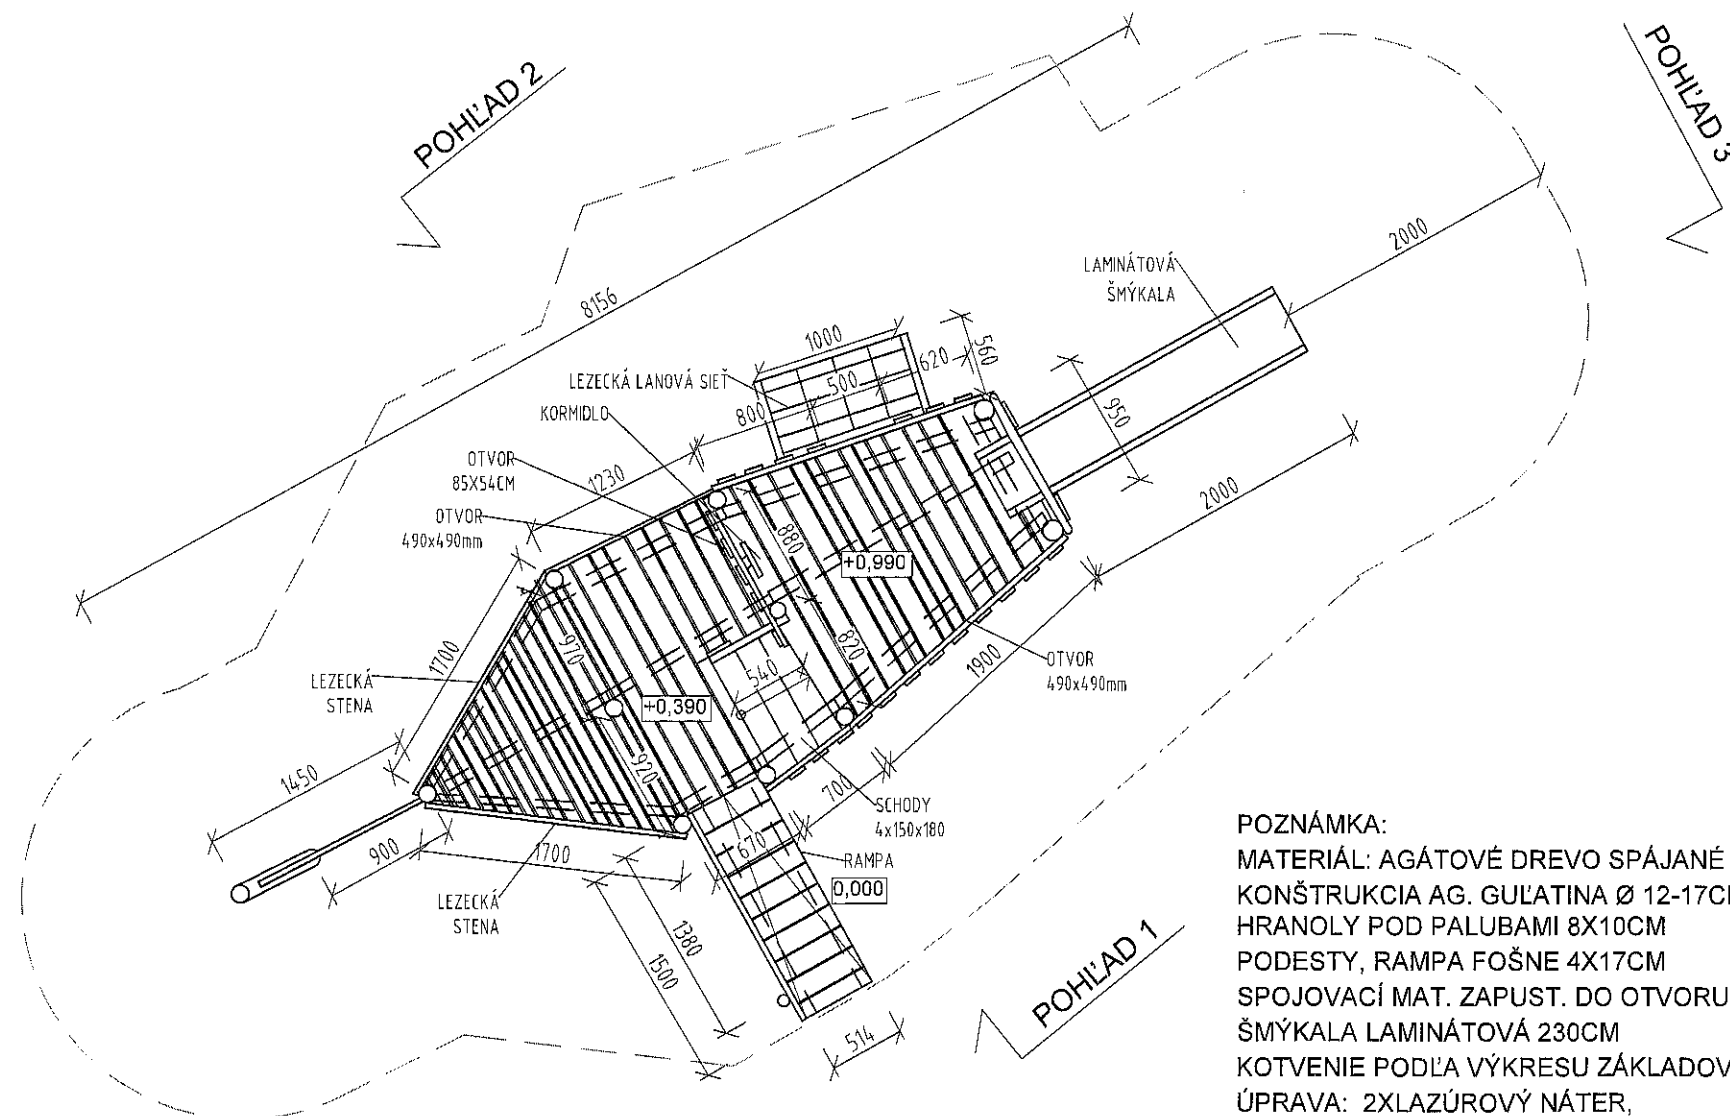 POHĽAD 2
POHĽAD 3
8156
2000
LAMINÁTOVÁ
ŠMÝKALA
1000
560
620
LEZECKÁ LANOVÁ SIEŤ
500
800
950
KORMIDLO
OTVOR
85X54CM
1230
2000
OTVOR
490x490mm
880
+0,990
1700
970
820
540
1900
OTVOR
490x490mm
LEZECKÁ
STENA
+0,390
1450
920
700
SCHODY
4x150x180
900
1700
670
RAMPA
0,000
LEZECKÁ
STENA
1380
1500
514
POHĽAD 1
POZNÁMKA:
MATERIÁL: AGÁTOVÉ DREVO SPÁJANÉ
KONŠTRUKCIA AG. GUĽATINA Ø 12-17CM
HRANOLY POD PALUBAMI 8X10CM
PODESTY, RAMPA FOŠNE 4X17CM
SPOJOVACÍ MAT. ZAPUST. DO OTVORU
ŠMÝKALA LAMINÁTOVÁ 230CM
KOTVENIE PODĽA VÝKRESU ZÁKLADOV
ÚPRAVA: 2XLAZÚROVÝ NÁTER,